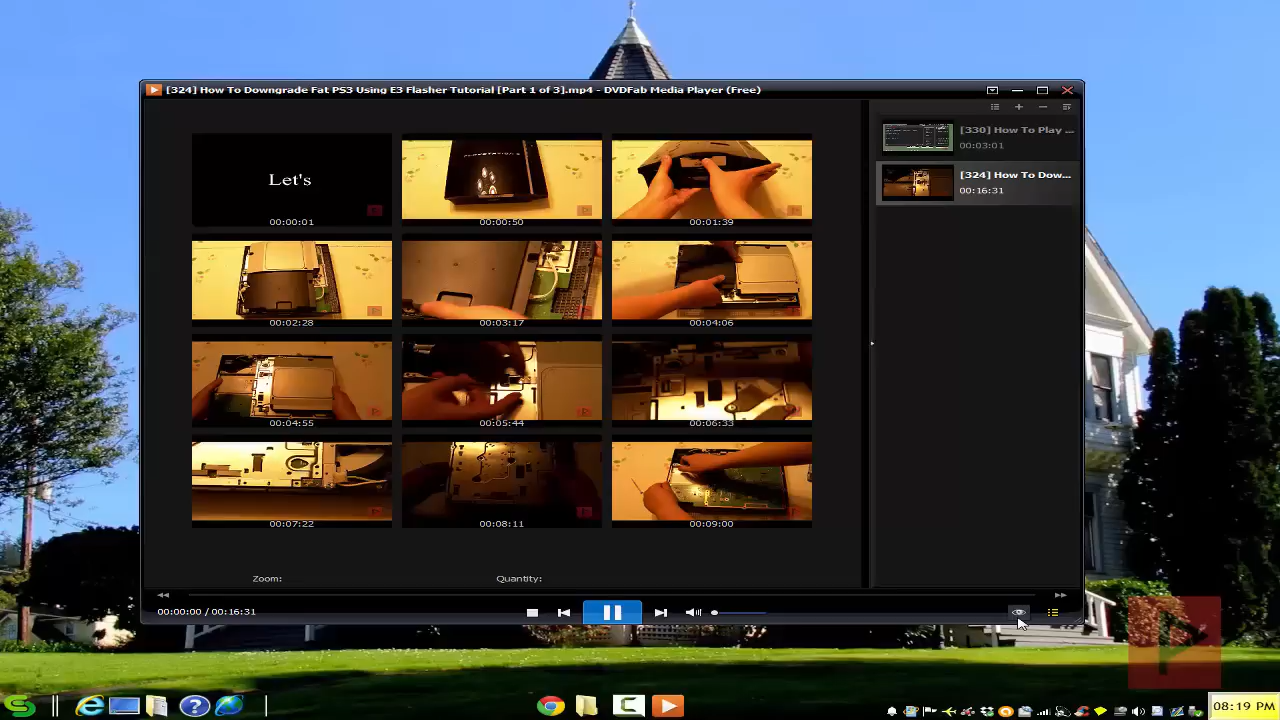 [324] How To Downgrade Fat PS3 Using E3 Flasher Tutorial [Part 1 of 3].mp4 - DVDFab Media Player (Free)
[330] How To Play ...
00:03:01
[324] How To Dow...
00:16:31
Let's
00:00:01
00:00:50
00:01:39
00:02:28
00:03:17
00:04:06
00:04:55
00:05:44
00:06:33
00:07:22
00:08:11
00:09:00
Zoom:
Quantity:
00:00:00 / 00:16:31
08:19 PM